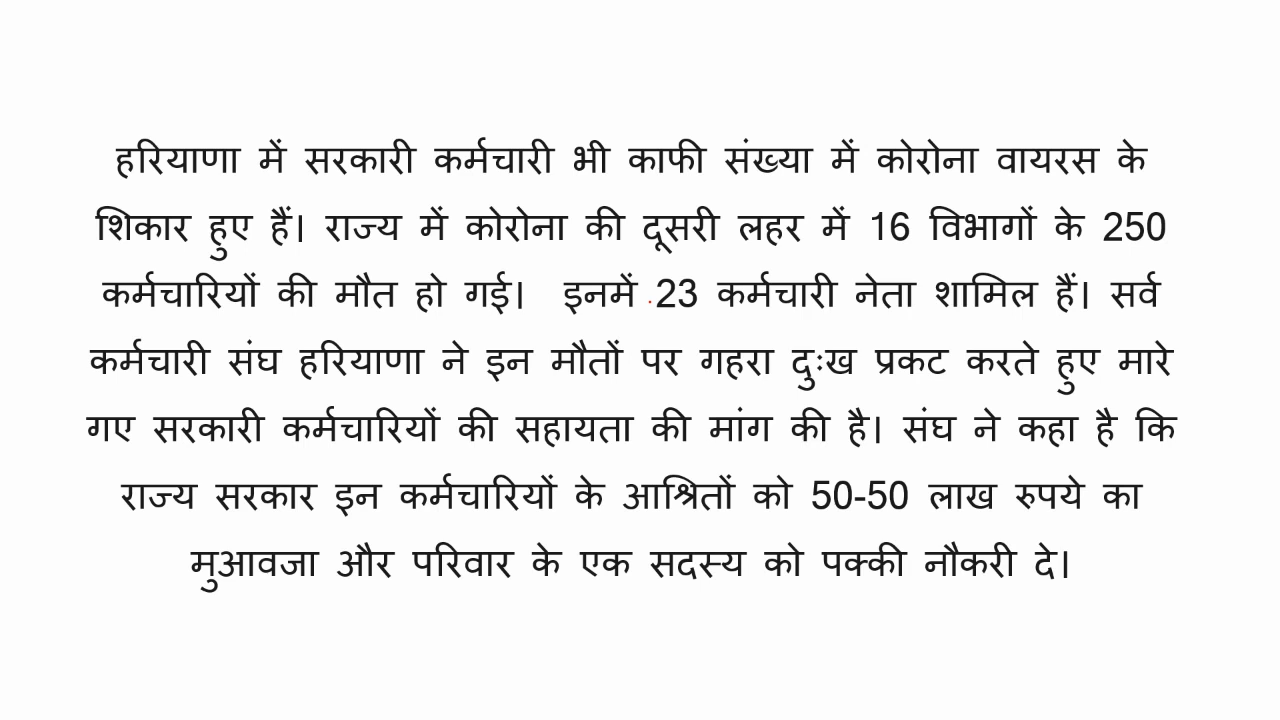 हरियाणा में सरकारी कर्मचारी भी काफी संख्या में कोरोना वायरस के
शिकार हुए हैं। राज्य में कोरोना की दूसरी लहर में 16 विभागों के 250
कर्मचारियों की मौत हो गई।  इनमें 23 कर्मचारी नेता शामिल हैं। सर्व
कर्मचारी संघ हरियाणा ने इन मौतों पर गहरा दुःख प्रकट करते हुए मारे
गए सरकारी कर्मचारियों की सहायता की मांग की है। संघ ने कहा है कि
राज्य सरकार इन कर्मचारियों के आश्रितों को 50-50 लाख रुपये का
मुआवजा और परिवार के एक सदस्य को पक्की नौकरी दे।